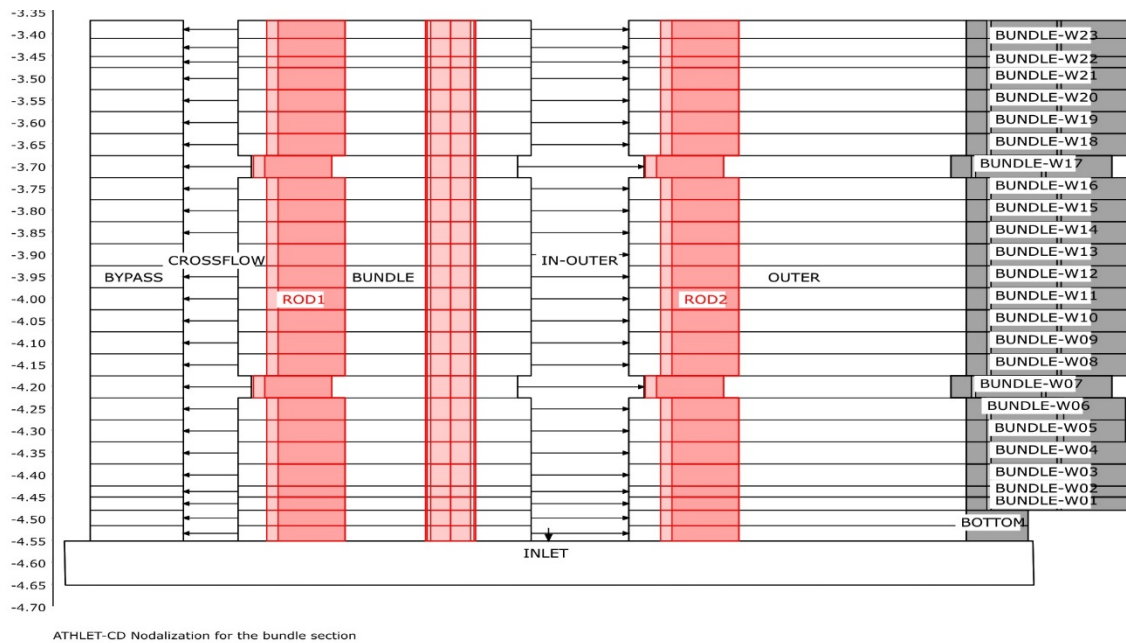 -3.35
-3.40
-3.45
-3.50
-3.55
-3.60
-3.65
-3.70
-3.75
-3.80
-3.85
-3.90
-3.95
-4.00
-4.05
-4.10
-4.15
-4.20
-4.25
-4.30
-4.35
-4.40
-4.45
-4.50
-4.55
-4.60
-4.65
-4.70
BUNDLE-W23
BUNDLE-W22
BUNDLE-W21
BUNDLE-W20
BUNDLE-W19
BUNDLE-W18
BUNDLE-W17
BUNDLE-W16
BUNDLE-W15
BUNDLE-W14
BUNDLE-W13
CROSSFLOW IN-OUTER
BYPASS BUNDLE OUTER BUNDLE-W12
ROD1 ROD2 BUNDLE-W11
BUNDLE-W10
BUNDLE-W09
BUNDLE-W08
BUNDLE-W07
BUNDLE-W06
BUNDLE-W05
BUNDLE-W04
BUNDLE-W03
BUNDLE-W02
BUNDLE-W01
BOTTOM
INLET
ATHLET-CD Nodalization for the bundle section